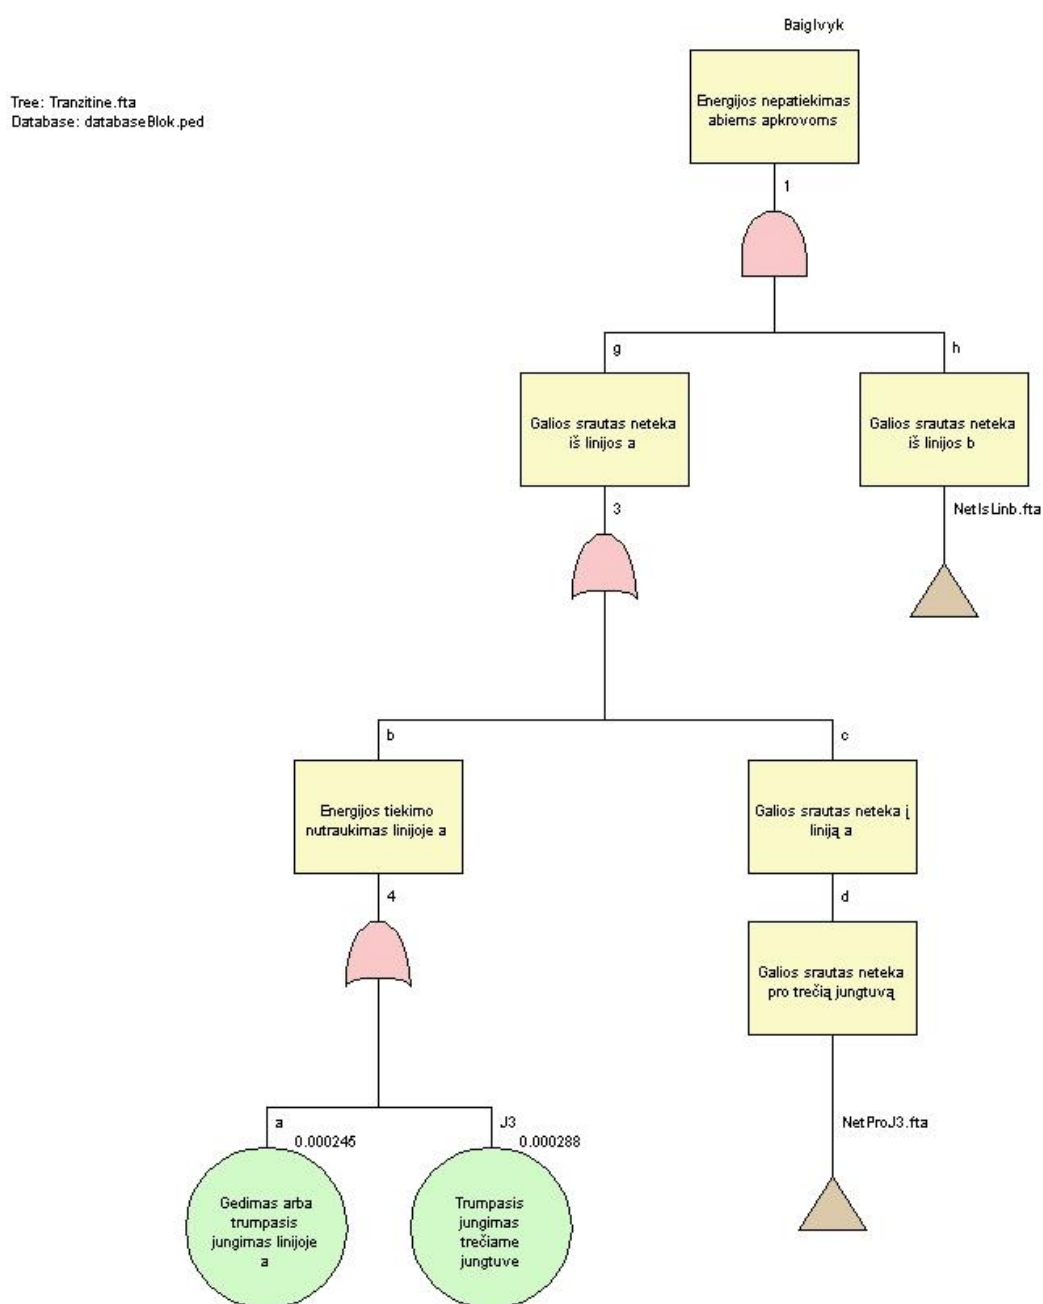 BaigIvyk
Tree: Tranzitine.fta
Database: databaseBlok.ped
Energijos nepatiekimas
abiems apkrovoms
1
g
h
Galios srautas neteka
iš linijos a
Galios srautas neteka
iš linijos b
3
NetIsLinb.fta
b
c
Energijos tiekimo
nutraukimas linijoje a
Galios srautas neteka į
liniją a
4
d
Galios srautas neteka
pro trečią jungtuvą
a
0.000245
J3
0.000288
NetProJ3.fta
Gedimas arba
trumpasis
jungimas linijoje
a
Trumpasis
jungimas
trečiame
jungtuve